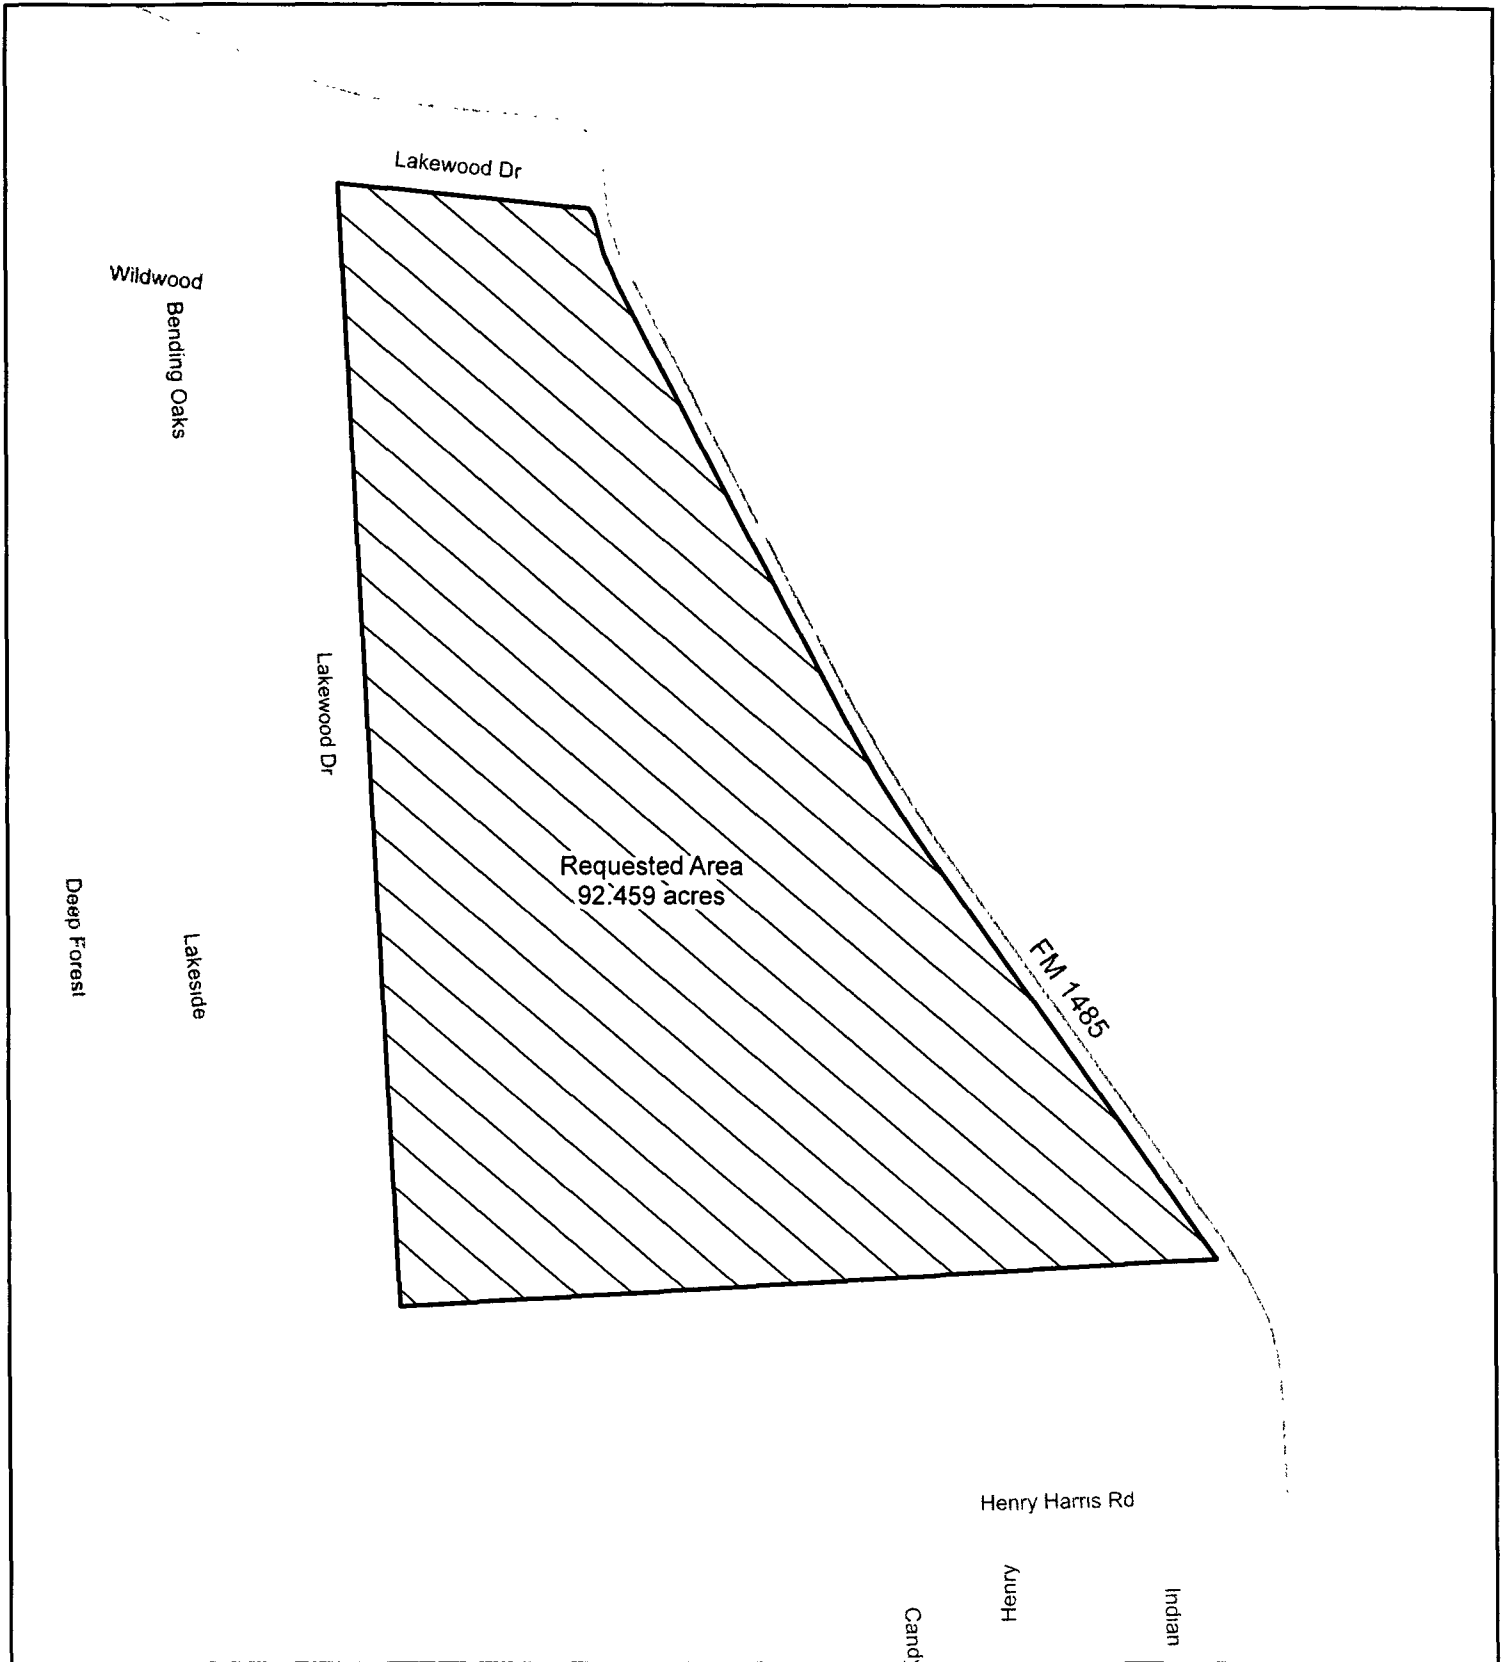 Lakewood Dr
Wildwood
Bending Oaks
Lakewood Dr
Requested Area
92.459 acres
Deep Forest
Lakeside
FM 1485
Henry Harris Rd
Henry
Indian